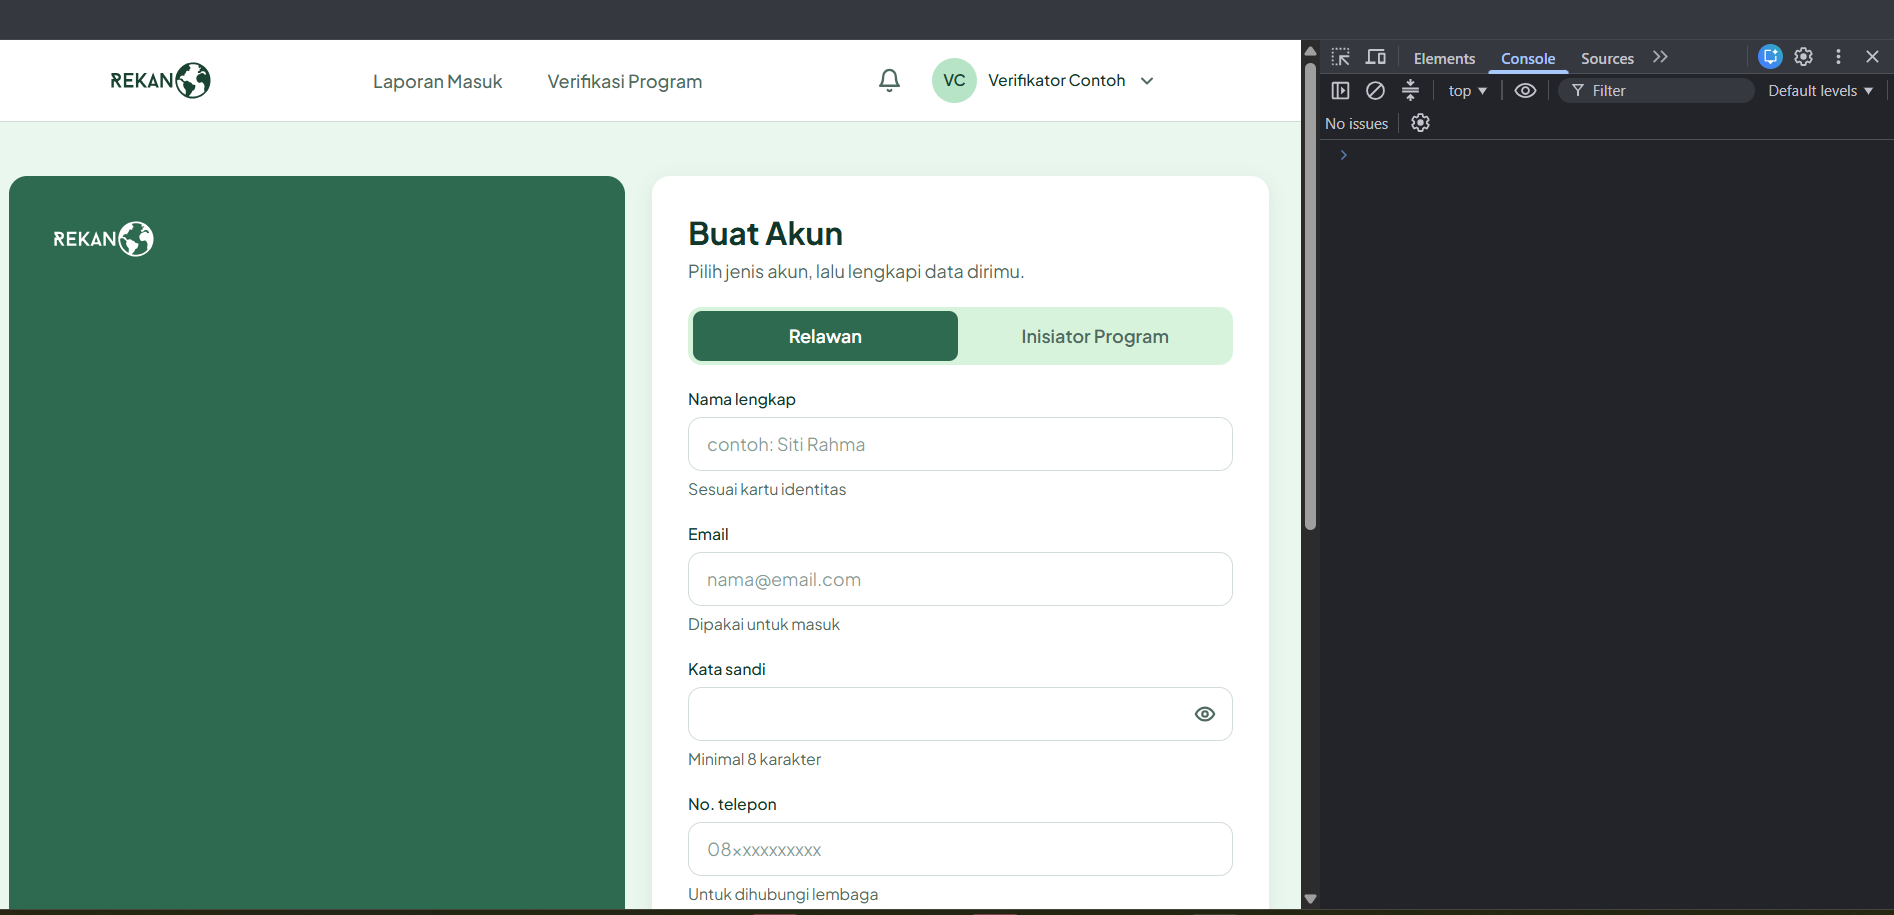 REKAN
Laporan Masuk
Verifikasi Program
VC
Verifikator Contoh
REKAN
Buat Akun
Pilih jenis akun, lalu lengkapi data dirimu.
Relawan
Inisiator Program
Nama lengkap
contoh: Siti Rahma
Sesuai kartu identitas
Email
nama@email.com
Dipakai untuk masuk
Kata sandi
Minimal 8 karakter
No. telepon
08xxxxxxxxxx
Untuk dihubungi lembaga
Elements
Console
Sources
top
Filter
Default levels
No issues